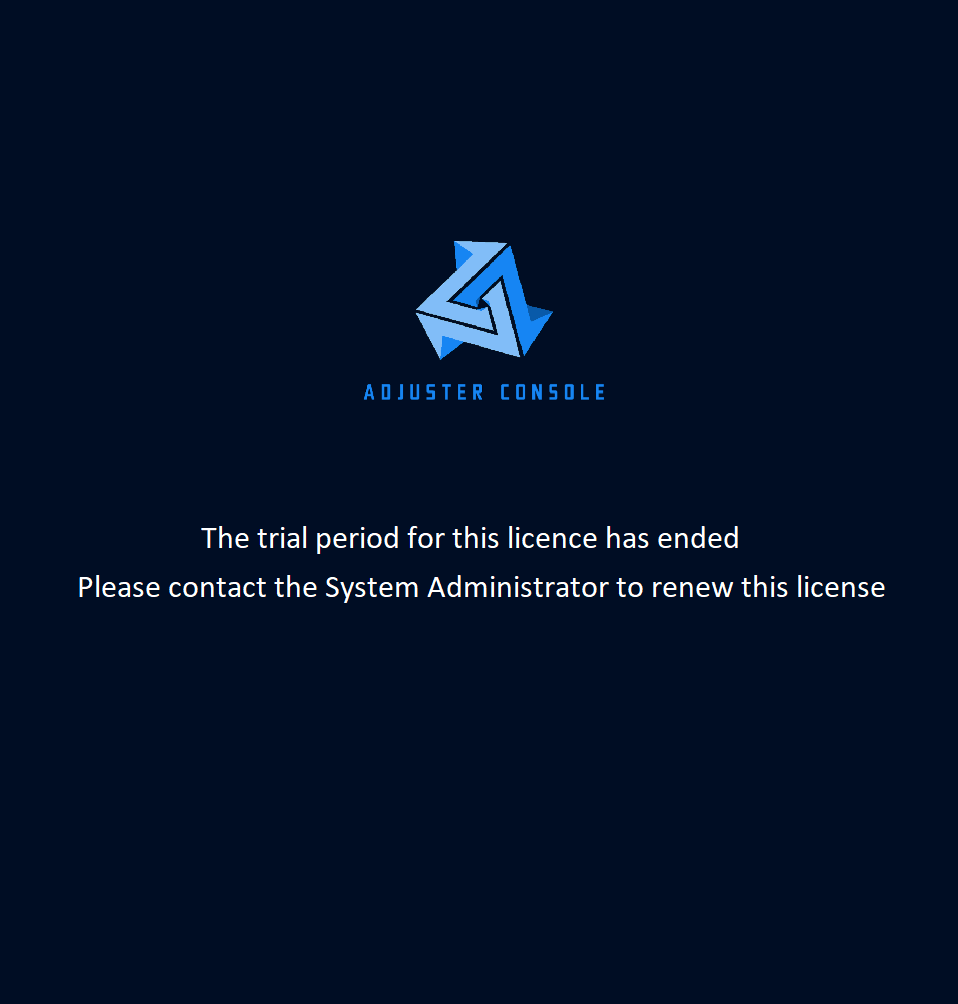 ADJUSTER CONSOLE
The trial period for this licence has ended
Please contact the System Administrator to renew this license